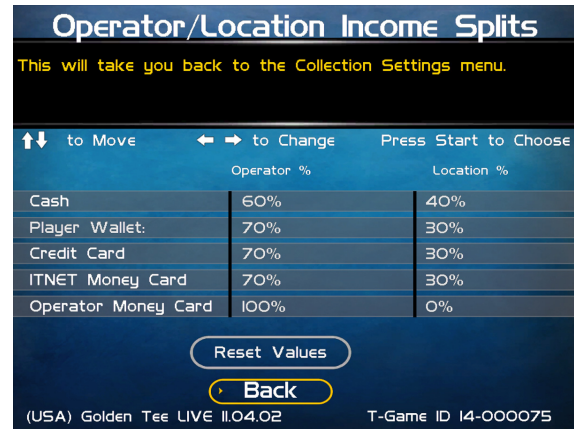 Operator/Location Income Splits
This will take you back to the Collection Settings menu.
to Move to Change Press Start to Choose
Operator % Location %
Cash 60% 40%
Player Wallet: 70% 30%
Credit Card 70% 30%
ITNET Money Card 70% 30%
Operator Money Card 100% 0%
Reset Values
Back
(USA) Golden Tee LIVE 11.04.02 T-Game ID 14-000075